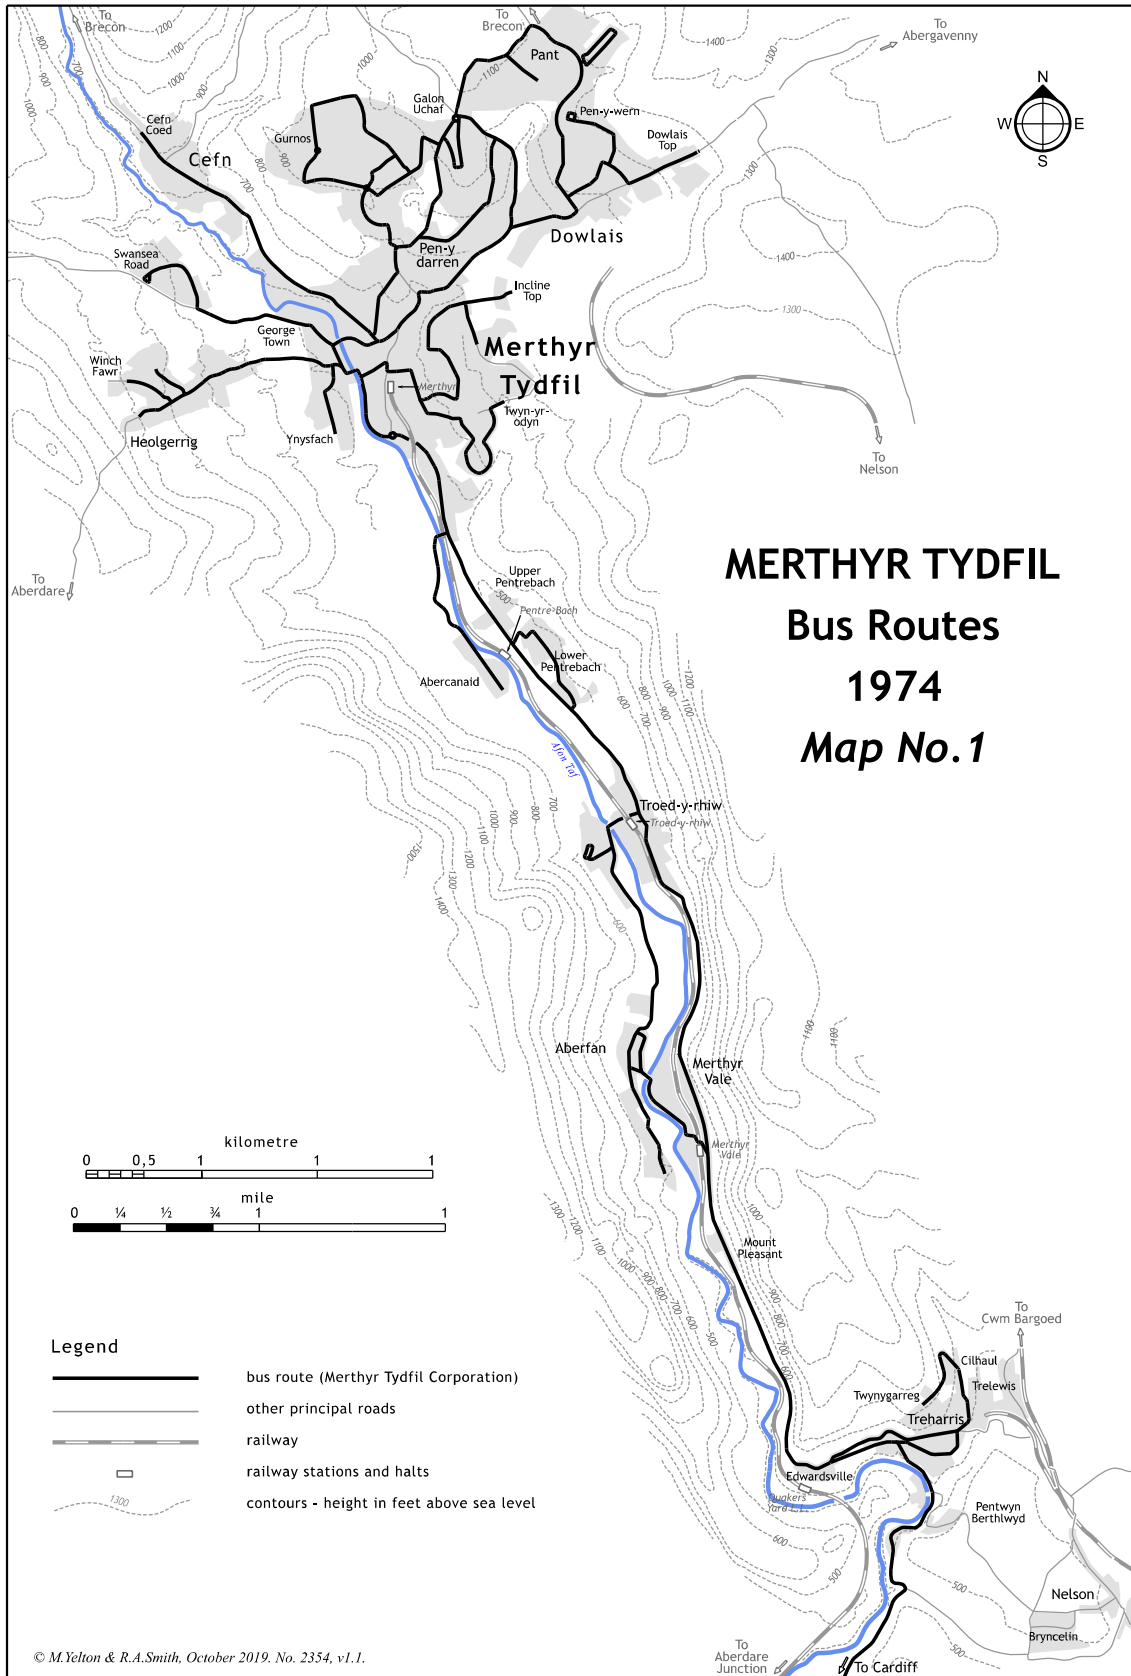 To
Brecon
To
Brecon
To
Abergavenny
N
W
E
S
Pant
Galon
Uchaf
Pen-y-wern
Cefn
Coed
Gurnos
Dowlais
Top
Cefn
Dowlais
Pen-y
darren
Swansea
Road
Incline
Top
George
Town
Merthyr
Tydfil
Winch
Fawr
Merthyr
Twyn-yr-
odyn
Heolgerrig
Ynysfach
To
Nelson
To
Aberdare
MERTHYR TYDFIL
Bus Routes
1974
Map No.1
Upper
Pentrebach
Pentre-Bach
Lower
Pentrebach
Abercanaid
Afon Taf
Troed-y-rhiw
Troed-y-rhiw
Aberfan
Merthyr
Vale
Merthyr
Vale
kilometre
0 0,5 1 1 1
mile
0 ¼ ½ ¾ 1 1
Mount
Pleasant
To
Cwm Bargoed
Cilhaul
Trelewis
Twynygarreg
Treharris
Edwardsville
Quakers
Yard L.L.
Pentwyn
Berthlwyd
Nelson
Bryncelin
To
Aberdare
Junction
To Cardiff
Legend
bus route (Merthyr Tydfil Corporation)
other principal roads
railway
railway stations and halts
1300
contours - height in feet above sea level
© M.Yelton & R.A.Smith, October 2019. No. 2354, v1.1.